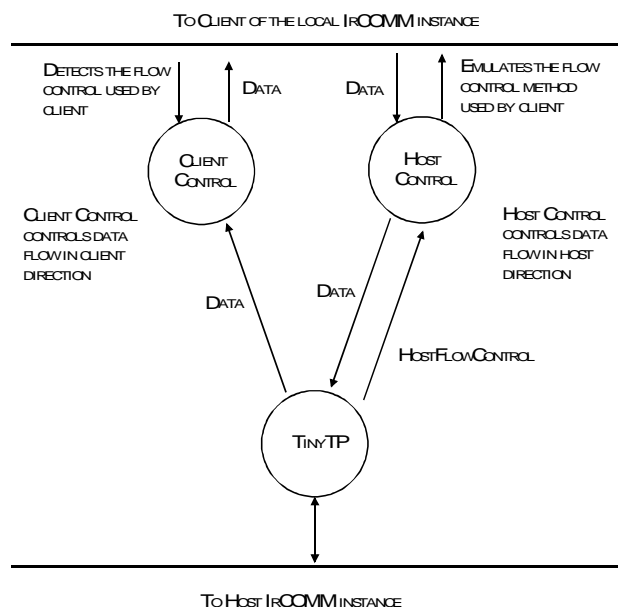 TO CLIENT OF THE LOCAL IRCOMM INSTANCE
DETECTS THE FLOW
CONTROL USED BY
CLIENT
DATA
DATA
EMULATES THE FLOW
CONTROL METHOD
USED BY CLIENT
CLIENT
CONTROL
HOST
CONTROL
CLIENT CONTROL
CONTROLS DATA
FLOW IN CLIENT
DIRECTION
HOST CONTROL
CONTROLS DATA
FLOW IN HOST
DIRECTION
DATA
DATA
HOSTFLOWCONTROL
TINYTP
TO HOST IRCOMM INSTANCE